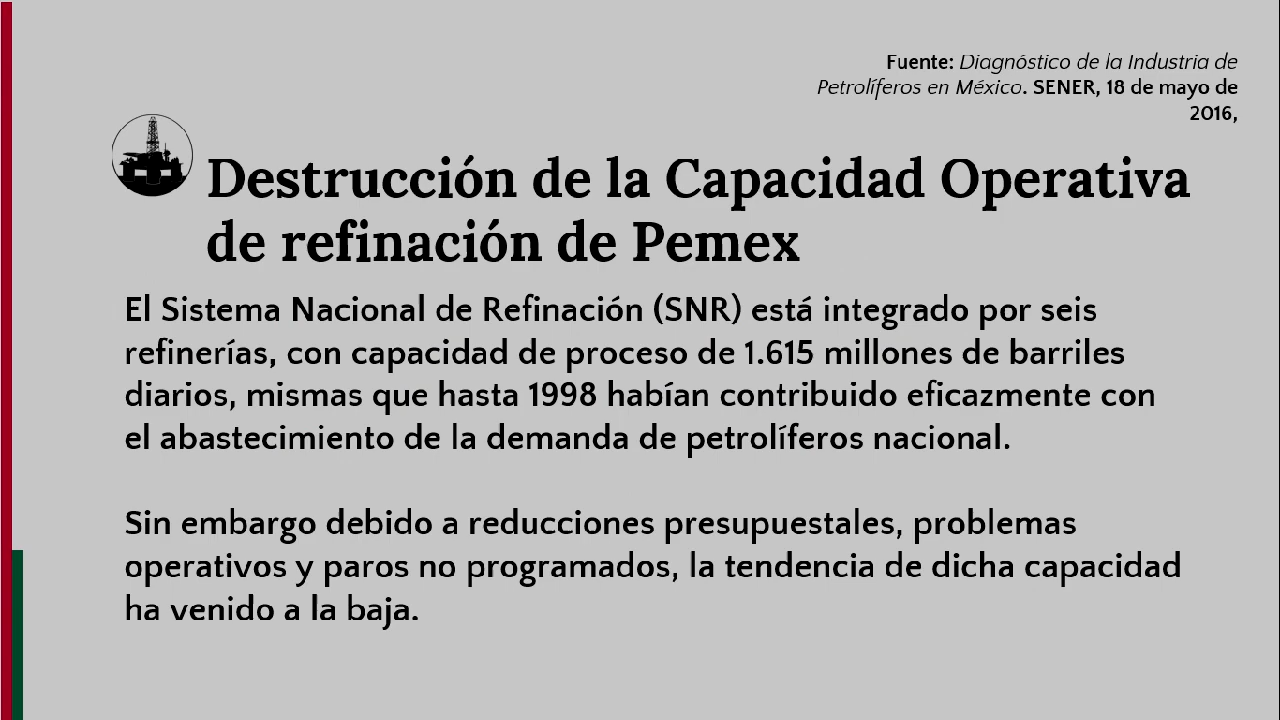 Fuente: Diagnóstico de la Industria de
Petrolíferos en México. SENER, 18 de mayo de
2016,
Destrucción de la Capacidad Operativa
de refinación de Pemex
El Sistema Nacional de Refinación (SNR) está integrado por seis
refinerías, con capacidad de proceso de 1.615 millones de barriles
diarios, mismas que hasta 1998 habían contribuido eficazmente con
el abastecimiento de la demanda de petrolíferos nacional.
Sin embargo debido a reducciones presupuestales, problemas
operativos y paros no programados, la tendencia de dicha capacidad
ha venido a la baja.